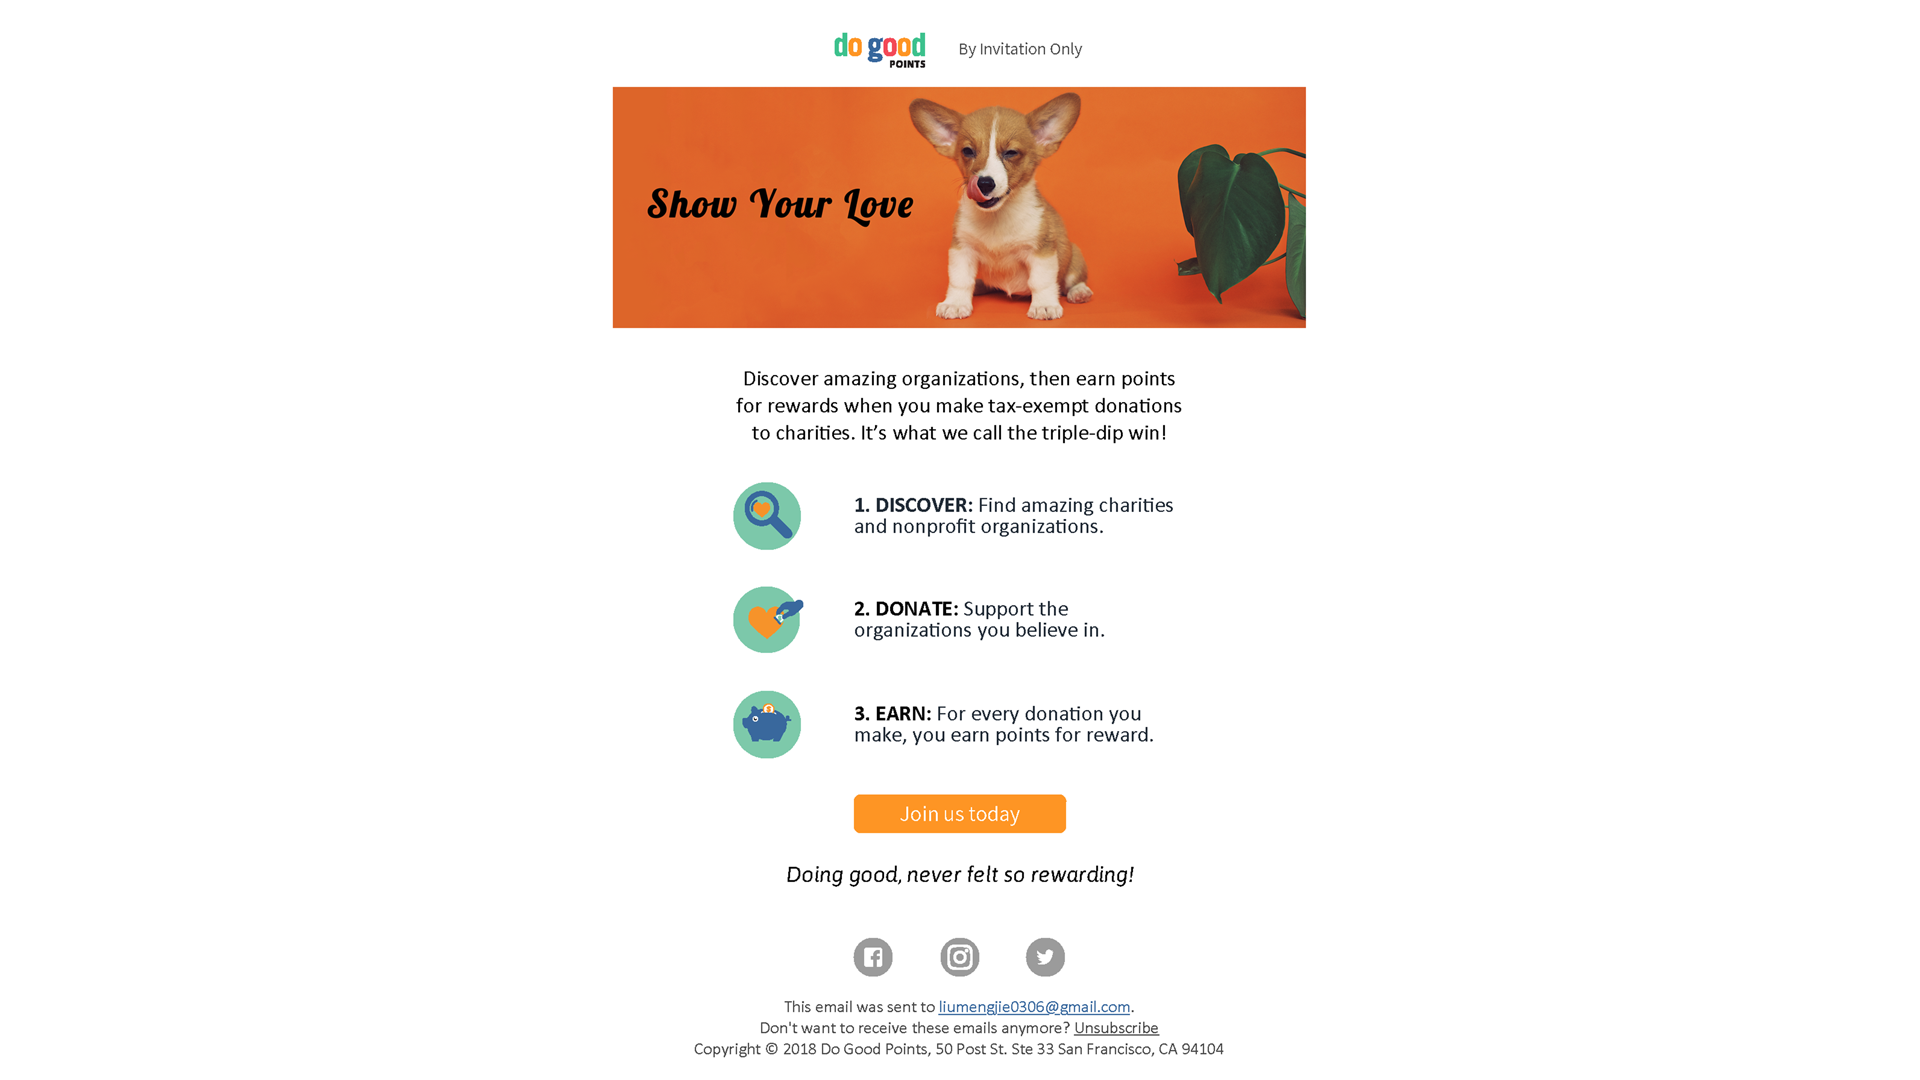 do good
POINTS
By Invitation Only
Show Your Love
Discover amazing organizations, then earn points
for rewards when you make tax-exempt donations
to charities. It’s what we call the triple-dip win!
1. DISCOVER: Find amazing charities
and nonprofit organizations.
2. DONATE: Support the
organizations you believe in.
3. EARN: For every donation you
make, you earn points for reward.
Join us today
Doing good, never felt so rewarding!
This email was sent to liumengjie0306@gmail.com.
Don't want to receive these emails anymore? Unsubscribe
Copyright © 2018 Do Good Points, 50 Post St. Ste 33 San Francisco, CA 94104